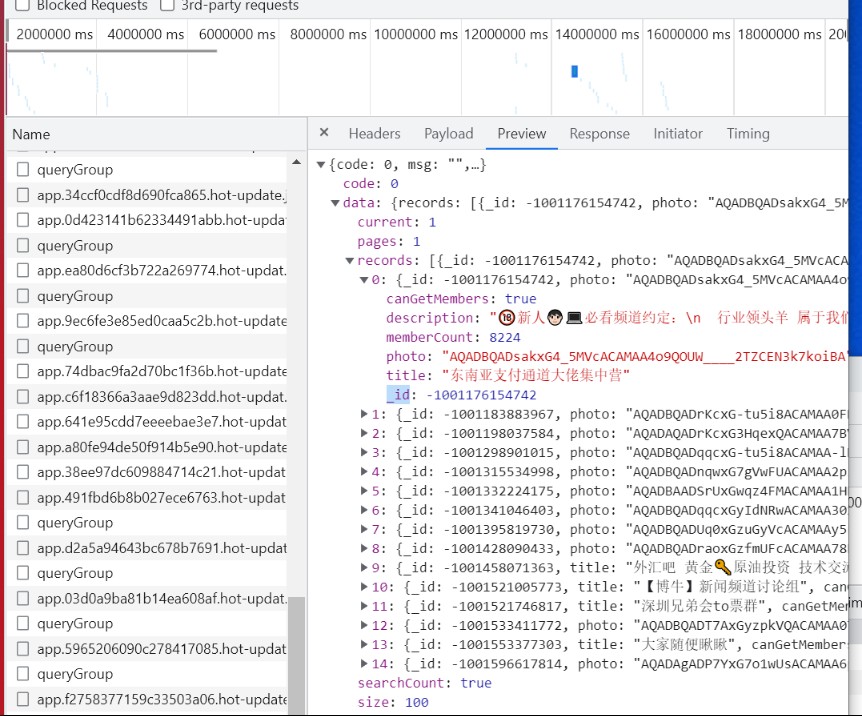 Blocked Requests 3rd-party requests
2000000 ms 4000000 ms 6000000 ms 8000000 ms 10000000 ms 12000000 ms 14000000 ms 16000000 ms 18000000 ms 200
Name
queryGroup
app.34ccf0cdf8d690fca865.hot-update.j
app.0d423141b62334491abb.hot-upda
queryGroup
app.ea80d6cf3b722a269774.hot-updat.
queryGroup
app.9ec6fe3e85ed0caa5c2b.hot-update
queryGroup
app.74dbac9fa2d70bc1f36b.hot-update
app.c6f18366a3aae9d823dd.hot-update
app.641e95cdd7eeeebae3e7.hot-update
app.a80fe94de50f914b5e90.hot-update
app.38ee97dc609884714c21.hot-update
app.491fbd6b8b027ece6763.hot-updat
queryGroup
app.d2a5a94643bc678b7691.hot-updat
queryGroup
app.03d0a9ba81b14ea608af.hot-updat.
queryGroup
app.5965206090c278417085.hot-updat
queryGroup
app.f2758377159c33503a06.hot-update
× Headers Payload Preview Response Initiator Timing
▼{code: 0, msg: "",…}
code: 0
▼data: {records: [{_id: -1001176154742, photo: "AQADBQADsakxG4_5M
current: 1
pages: 1
▼records: [{_id: -1001176154742, photo: "AQADBQADsakxG4_5MVcACA
▼0: {_id: -1001176154742, photo: "AQADBQADsakxG4_5MVcACAMAA4o
canGetMembers: true
description: "🔞新人👨🏻‍💻必看频道约定：\n 行业领头羊 属于我们
memberCount: 8224
photo: "AQADBQADsakxG4_5MVcACAMAA4o9QOUW____2TZCEN3k7koiBA
title: "东南亚支付通道大佬集中营"
_id: -1001176154742
▶1: {_id: -1001183883967, photo: "AQADBQADrKcxG-tu5i8ACAMAA0F
▶2: {_id: -1001198037584, photo: "AQADAQADrKcxG3HqexQACAMAA7B
▶3: {_id: -1001298901015, photo: "AQADBQADqqcxG-tu5i8ACAMAA-l
▶4: {_id: -1001315534998, photo: "AQADBQADnqwxG7gVwFUACAMAA2p
▶5: {_id: -1001332224175, photo: "AQADBAADSrUxGwqz4FMACAMAA1H
▶6: {_id: -1001341046403, photo: "AQADBQADqqcxGyIdNRwACAMAA30
▶7: {_id: -1001395819730, photo: "AQADBQADUq0xGzuGyVcACAMAAy5
▶8: {_id: -1001428090433, photo: "AQADBQADraoxGzfmUFcACAMAA78
▶9: {_id: -1001458071363, title: "外汇吧 黄金🔑原油投资 技术交流
▶10: {_id: -1001521005773, title: "【博牛】新闻频道讨论组", can
▶11: {_id: -1001521746817, title: "深圳兄弟会to票群", canGetMe
▶12: {_id: -1001533411772, photo: "AQADBQADT7AxGyzpkVQACAMAA0
▶13: {_id: -1001553377303, title: "大家随便瞅瞅", canGetMember
▶14: {_id: -1001596617814, photo: "AQADAgADP7YxG7o1wUsACAMAA6
searchCount: true
size: 100